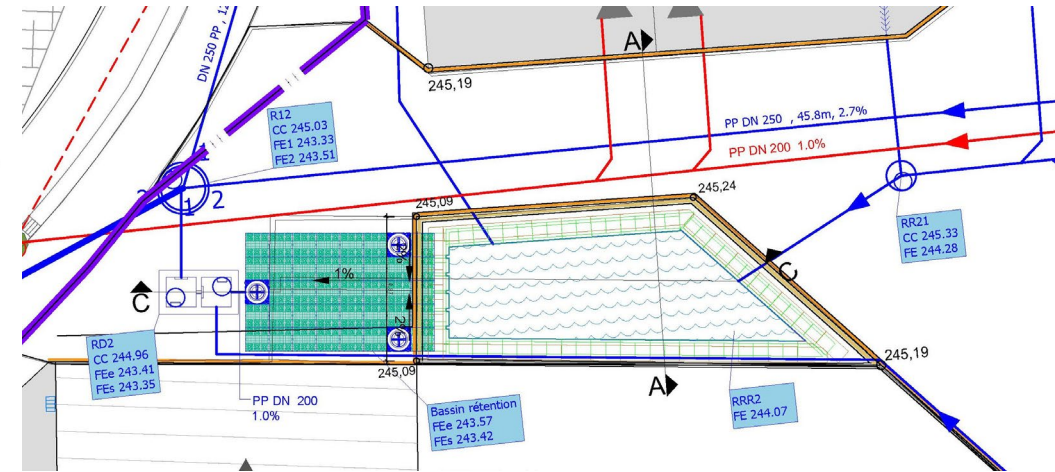 DN 250 PP , 12
245,19
A
R12
CC 245.03
FE1 243.33
FE2 243.51
PP DN 250 , 45.8m, 2.7%
PP DN 200 1.0%
1
2
1
245,09
245,24
RR21
CC 245.33
FE 244.28
C
1%
C
2%
RD2
CC 244.96
FEe 243.41
FEs 243.35
245,09
245,19
A
PP DN 200
1.0%
Bassin rétention
FEe 243.57
FEs 243.42
RRR2
FE 244.07